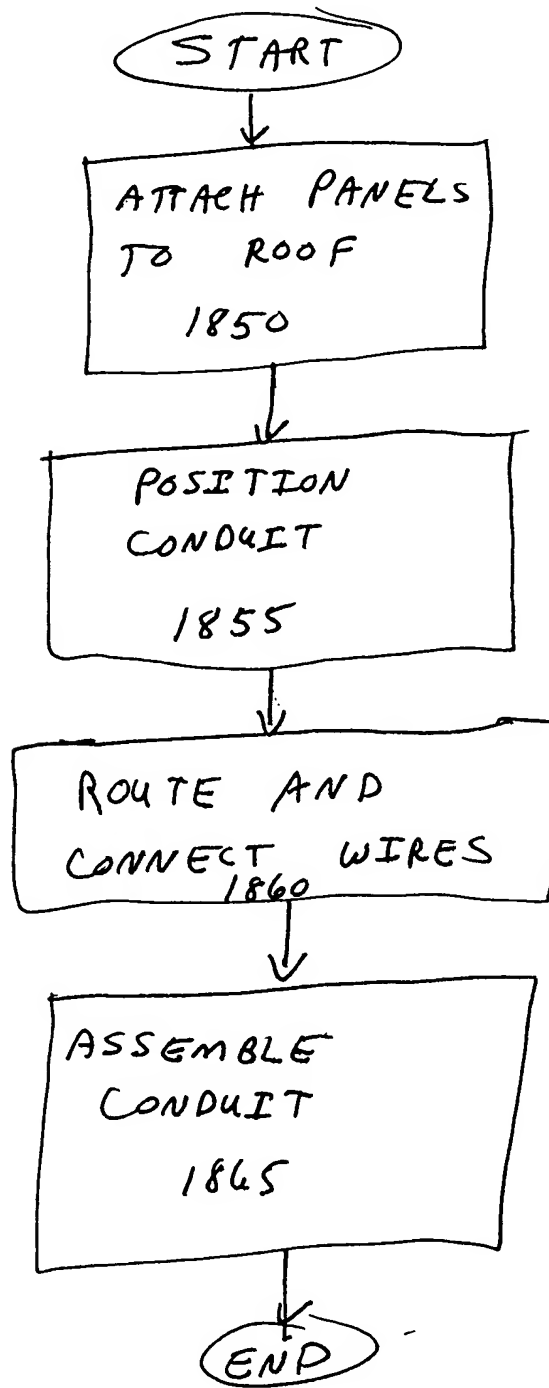 START
ATTACH PANELS
TO ROOF
1850
POSITION
CONDUIT
1855
ROUTE AND
CONNECT WIRES
1860
ASSEMBLE
CONDUIT
1865
END